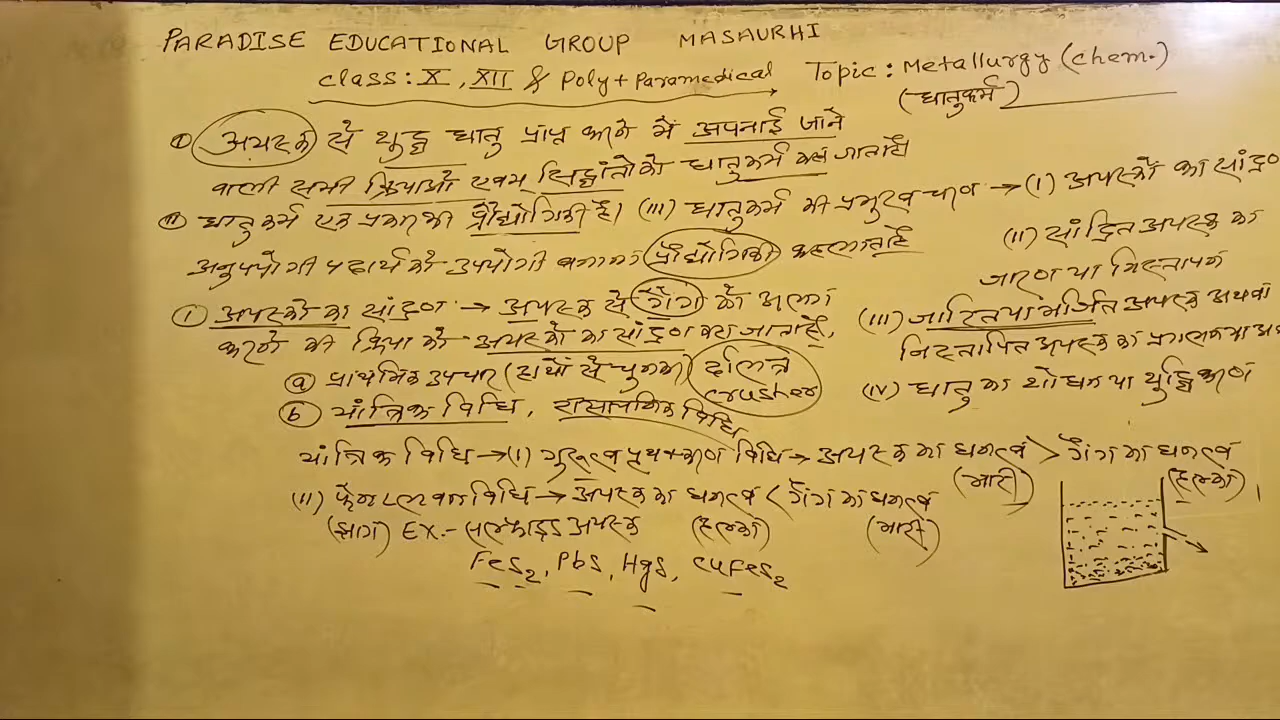 PARADISE EDUCATIONAL GROUP MASAURHI
Class: X, XII & Poly + Paramedical Topic: Metallurgy (Chem.)
(धातुकर्म)
① अयस्क से शुद्ध धातु प्राप्त करने में अपनाई जाने
वाली सभी क्रियाओं एवम् सिद्धांतो को धातुकर्म कहा जाता है
② धातुकर्म एक प्रकार की प्रौद्योगिकी है। (iii) धातुकर्म की प्रमुख चरण → (i) अयस्कों का सांद्रण
अनुपयोगी पदार्थ को उपयोगी बनाना प्रौद्योगिकी कहलाता है
(ii) सांद्रित अयस्क का
जारण या निस्तापन
① अयस्कों का सांद्रण → अयस्क से गैंग को अलग
करने की क्रिया को अयस्कों का सांद्रण कहा जाता है,
(iii) जारित या भर्जित अयस्क अथवा
निस्तापित अयस्क का प्रगलन या
(iv) धातु का शोधन या शुद्धिकरण
ⓐ प्राथमिक उपचार (हाथों से चुनकर) दलित्र
crusher
ⓑ यांत्रिक विधि, रासायनिक विधि
यांत्रिक विधि → (i) गुरुत्व पृथक्करण विधि → अयस्क का घनत्व > गैंग का घनत्व
(भारी) (हल्का)
(ii) फेन प्लवन विधि → अयस्क का घनत्व < गैंग का घनत्व
(झाग) EX.- सल्फाइड अयस्क (हल्का) (भारी)
FeS2, PbS, HgS, CuFeS2